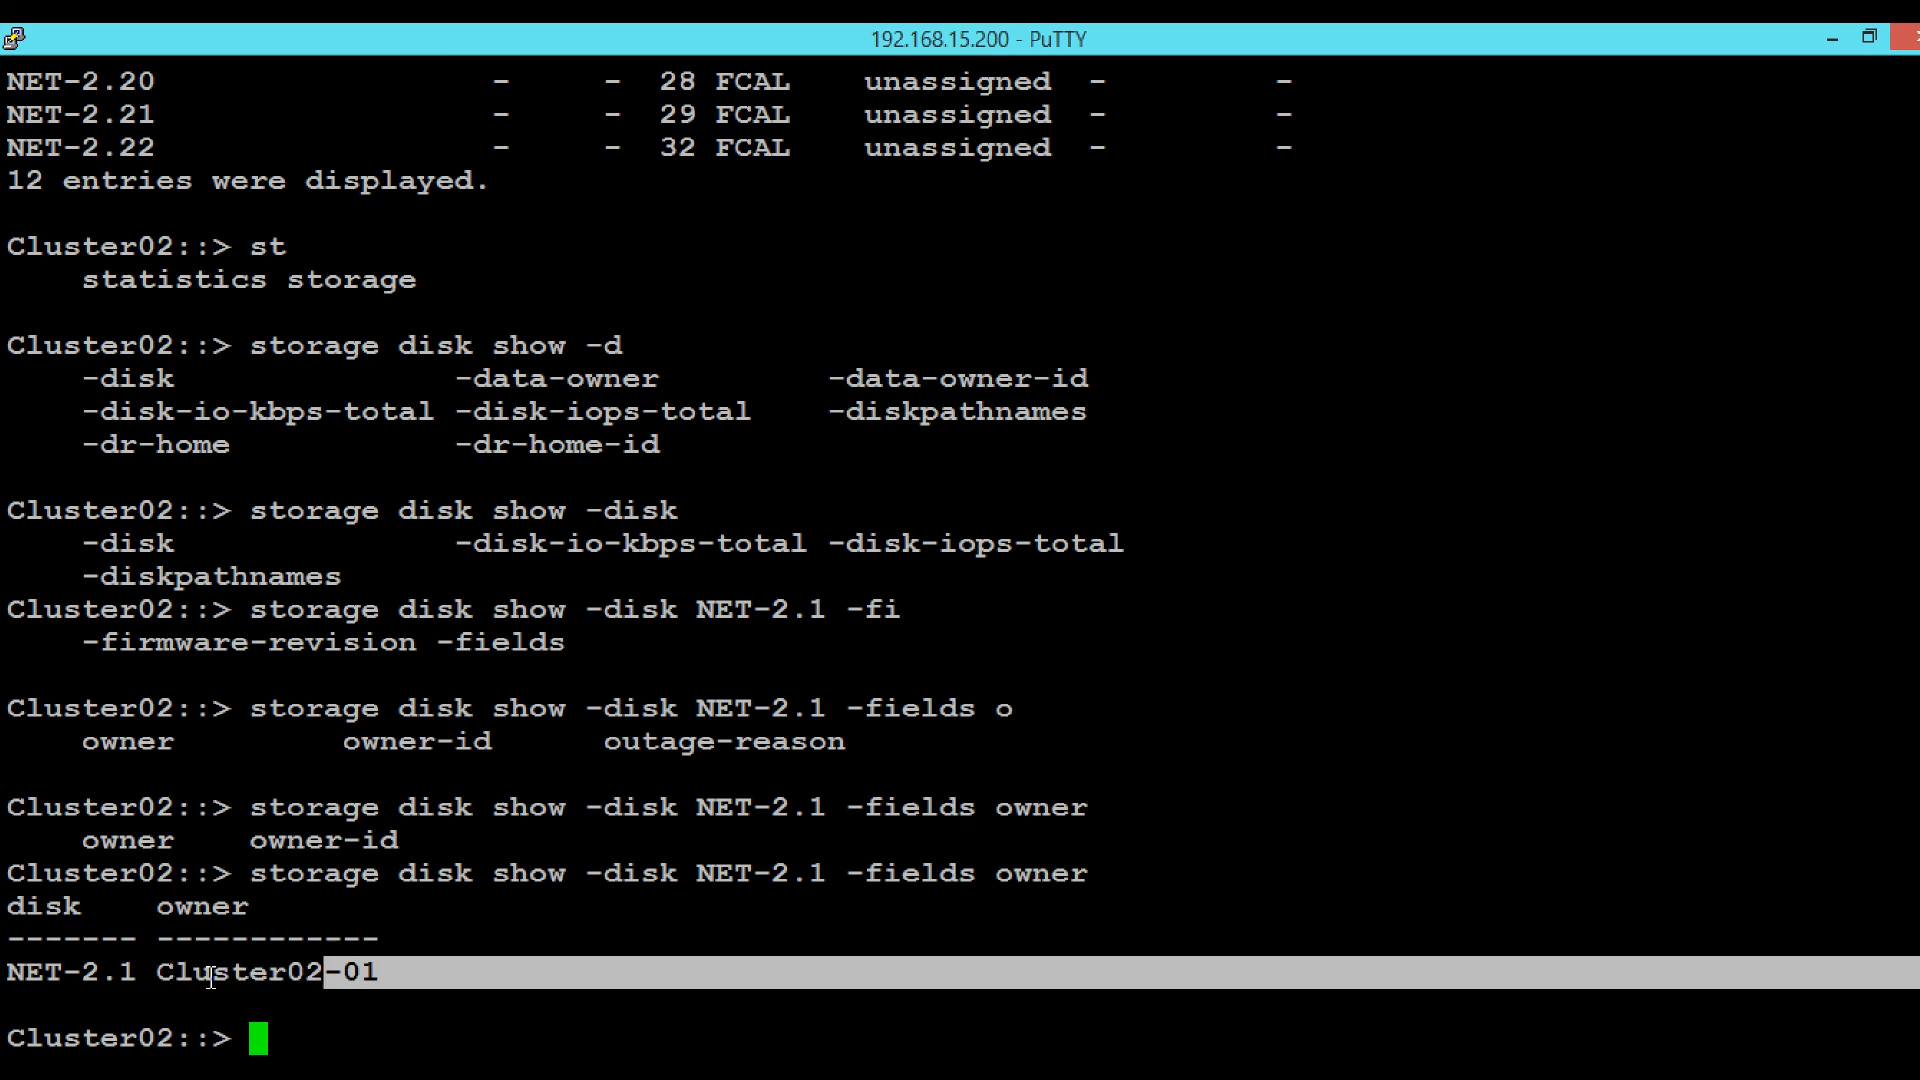 192.168.15.200 - PuTTY
NET-2.20 - - 28 FCAL unassigned - -
NET-2.21 - - 29 FCAL unassigned - -
NET-2.22 - - 32 FCAL unassigned - -
12 entries were displayed.
Cluster02::> st
statistics storage
Cluster02::> storage disk show -d
-disk -data-owner -data-owner-id
-disk-io-kbps-total -disk-iops-total -diskpathnames
-dr-home -dr-home-id
Cluster02::> storage disk show -disk
-disk -disk-io-kbps-total -disk-iops-total
-diskpathnames
Cluster02::> storage disk show -disk NET-2.1 -fi
-firmware-revision -fields
Cluster02::> storage disk show -disk NET-2.1 -fields o
owner owner-id outage-reason
Cluster02::> storage disk show -disk NET-2.1 -fields owner
owner owner-id
Cluster02::> storage disk show -disk NET-2.1 -fields owner
disk owner
------- ------------
NET-2.1 Cluster02-01
Cluster02::>